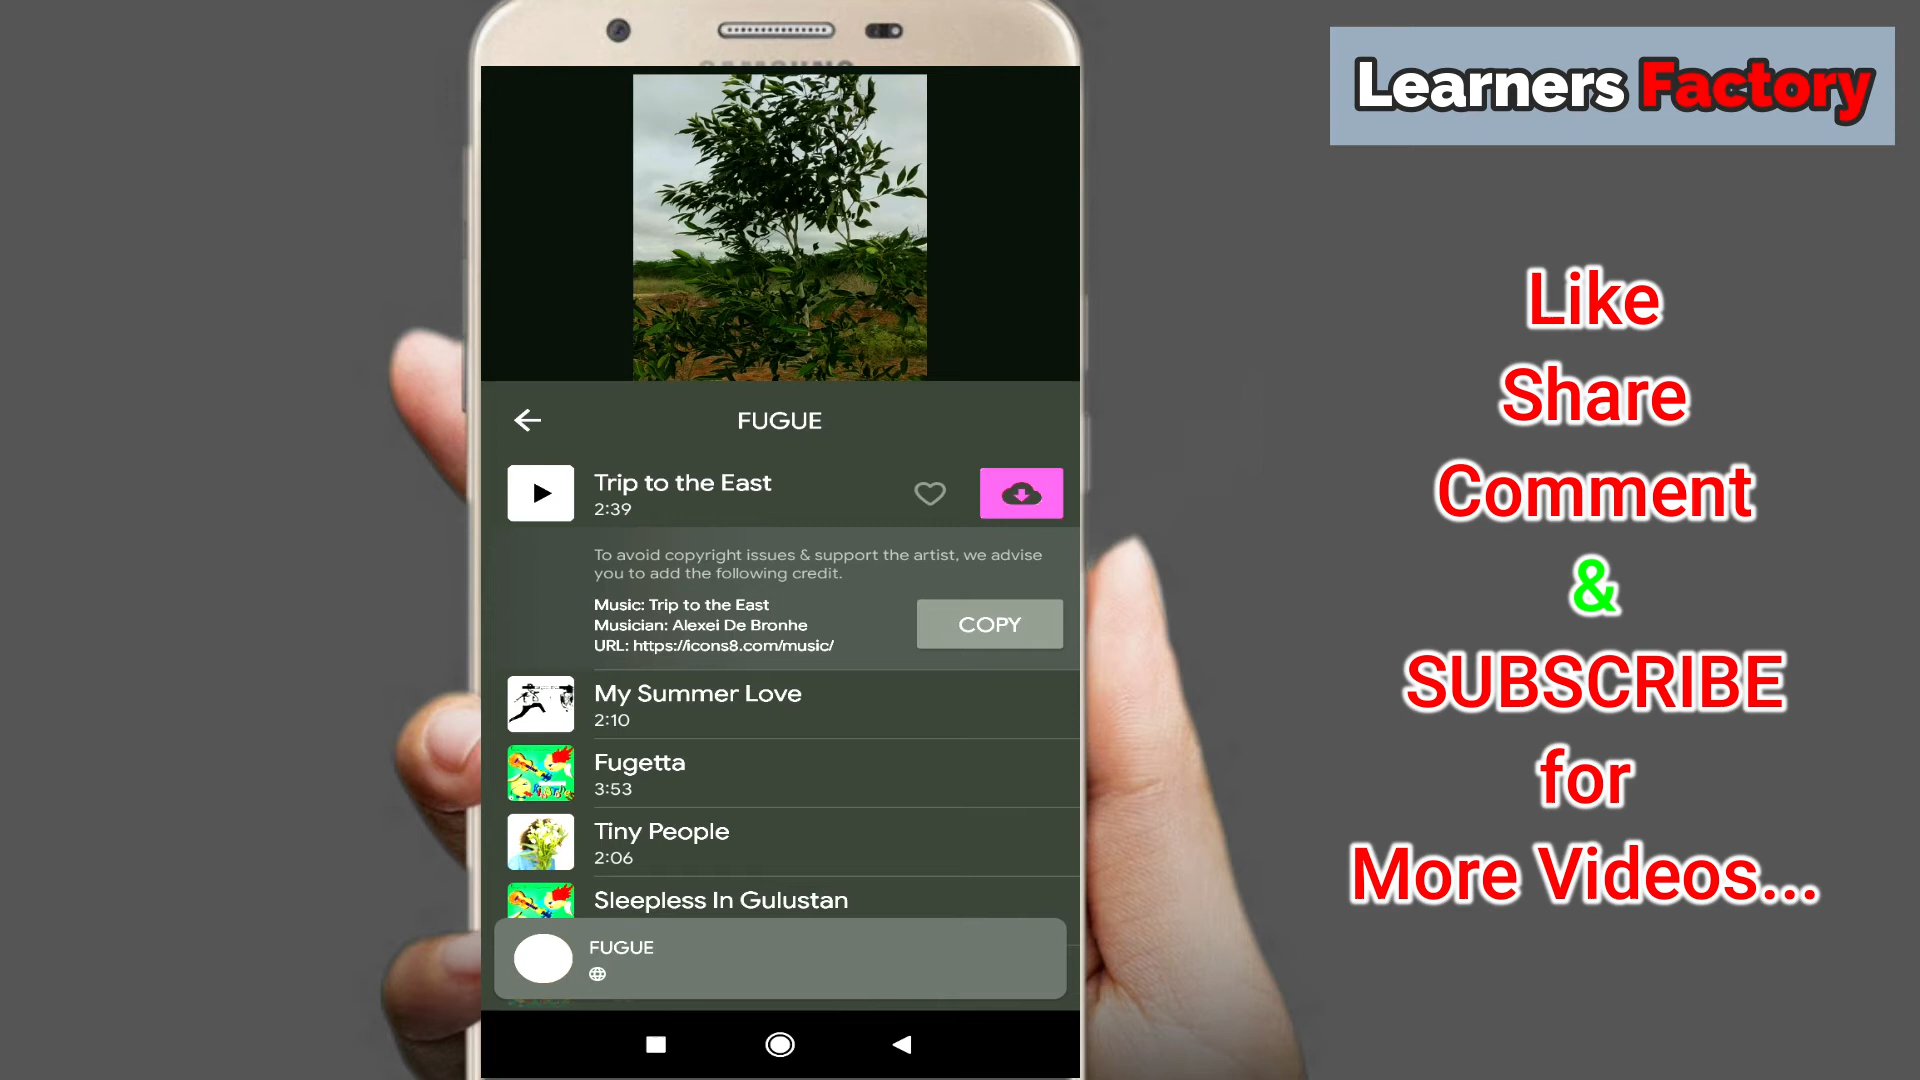 Learners Factory
FUGUE
Trip to the East
2:39
To avoid copyright issues & support the artist, we advise
you to add the following credit.
Music: Trip to the East
Musician: Alexei De Bronhe
URL: https://icons8.com/music/
COPY
My Summer Love
2:10
Fugetta
3:53
Tiny People
2:06
Sleepless In Gulustan
FUGUE
Like
Share
Comment
&
SUBSCRIBE
for
More Videos...